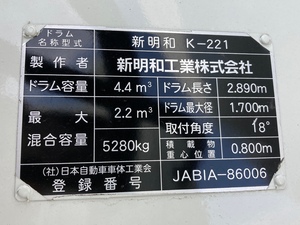 ドラム
名称型式 新明和 K-221
製作者 新明和工業株式会社
ドラム容量 4.4 m³ ドラム長さ 2.890m
最大 2.2 m³ ドラム最大径 1.700m
混合容量 5280kg 取付角度 18°
積載物重心位置 0.800m
(社)日本自動車車体工業会
登録番号 JABIA-86006